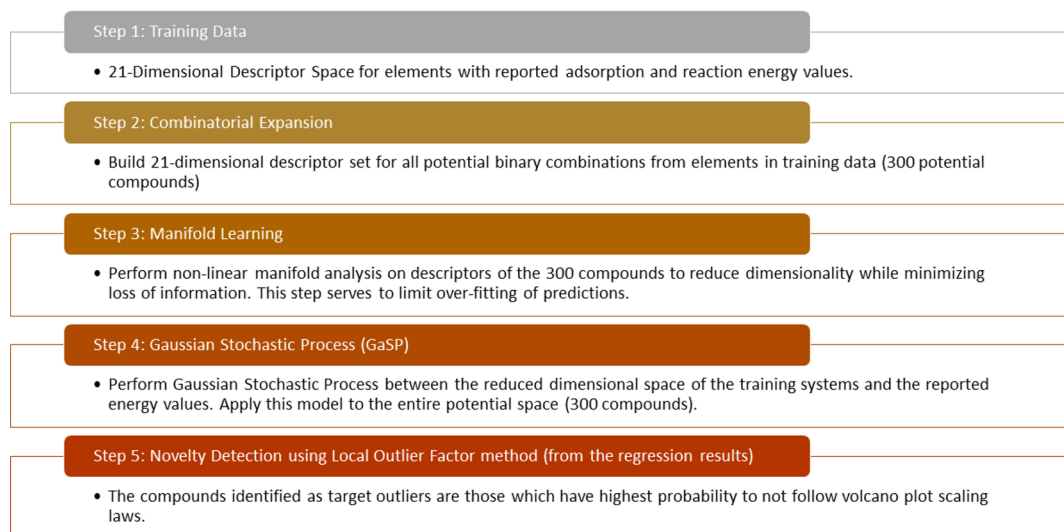 Step 1: Training Data
• 21-Dimensional Descriptor Space for elements with reported adsorption and reaction energy values.
Step 2: Combinatorial Expansion
• Build 21-dimensional descriptor set for all potential binary combinations from elements in training data (300 potential
compounds)
Step 3: Manifold Learning
• Perform non-linear manifold analysis on descriptors of the 300 compounds to reduce dimensionality while minimizing
loss of information. This step serves to limit over-fitting of predictions.
Step 4: Gaussian Stochastic Process (GaSP)
• Perform Gaussian Stochastic Process between the reduced dimensional space of the training systems and the reported
energy values. Apply this model to the entire potential space (300 compounds).
Step 5: Novelty Detection using Local Outlier Factor method (from the regression results)
• The compounds identified as target outliers are those which have highest probability to not follow volcano plot scaling
laws.